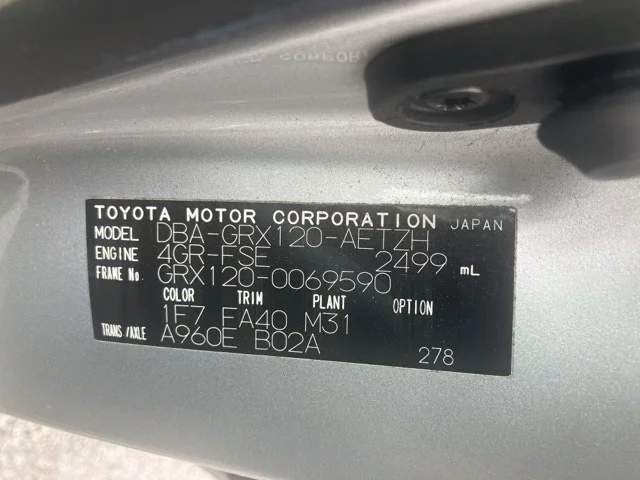 TOYOTA MOTOR CORPORATION JAPAN
MODEL DBA-GRX120-AETZH
ENGINE 4GR-FSE 2499 mL
FRAME No. GRX120-0069590
COLOR TRIM PLANT OPTION
1F7 FA40 M31
TRANS/AXLE A960E B02A
278